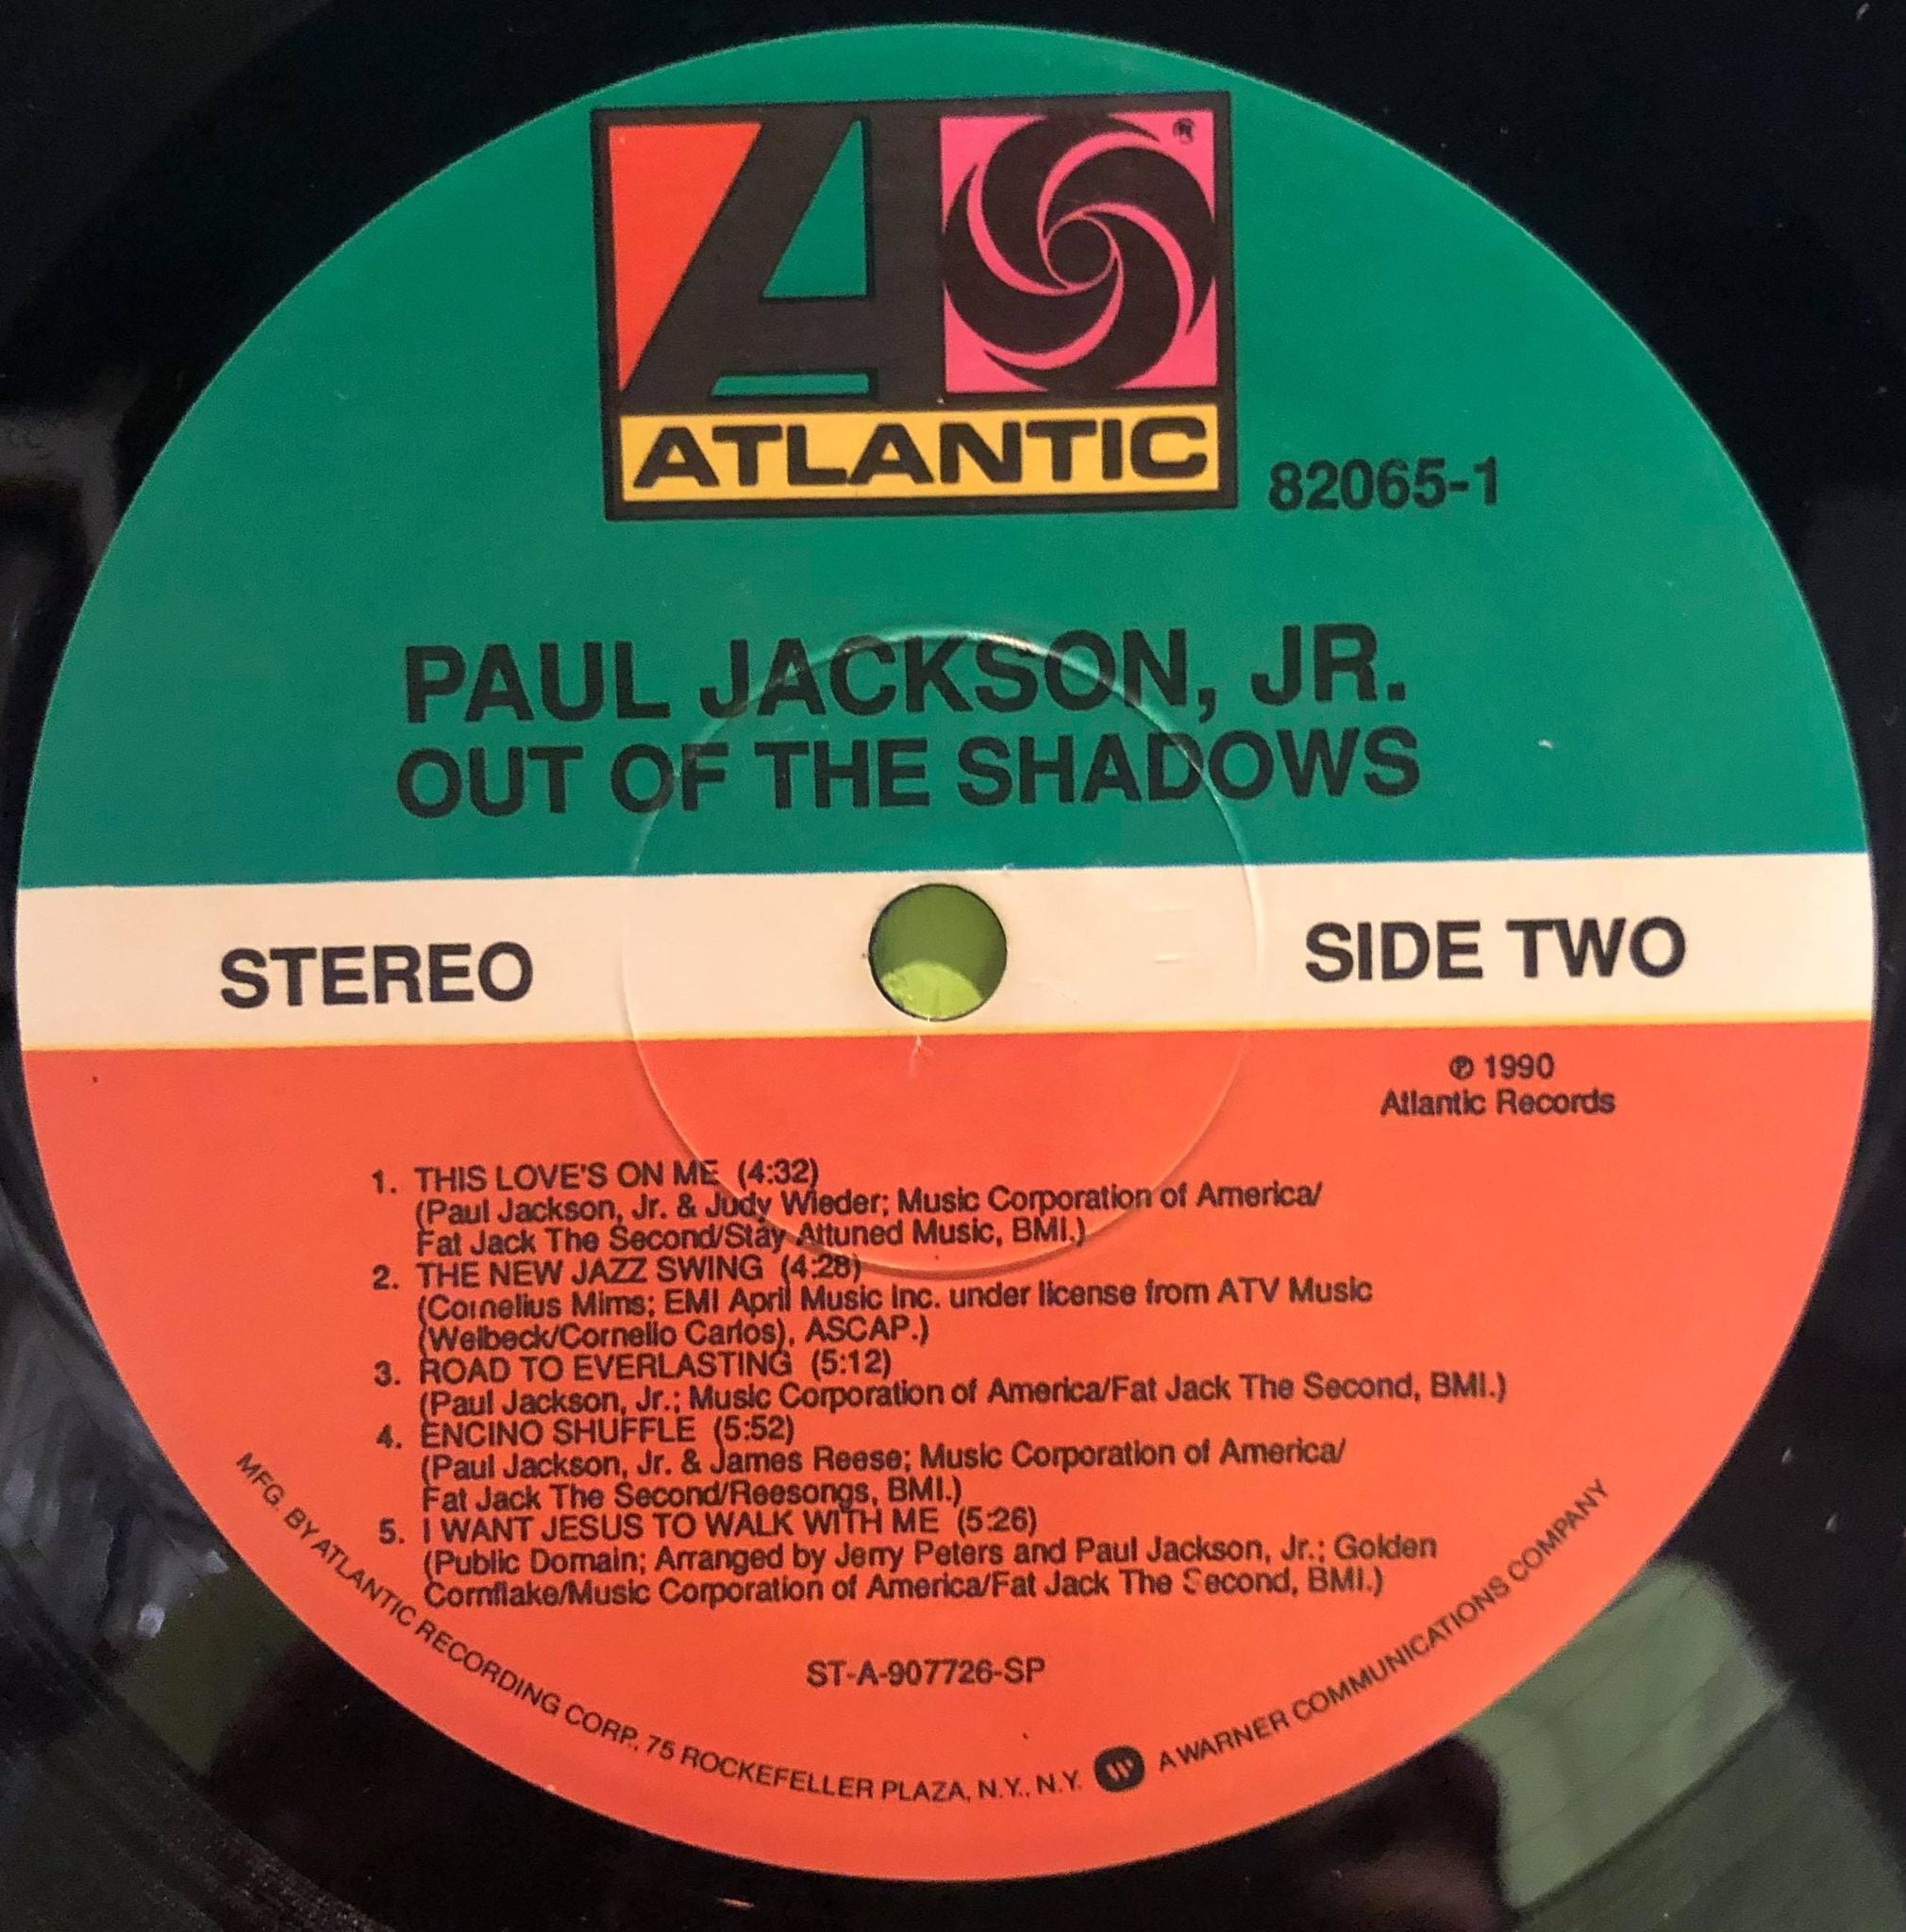 ATLANTIC
82065-1
PAUL JACKSON, JR.
OUT OF THE SHADOWS
STEREO
SIDE TWO
℗ 1990
Atlantic Records
1. THIS LOVE'S ON ME (4:32)
(Paul Jackson, Jr. & Judy Wieder; Music Corporation of America/
Fat Jack The Second/Stay Attuned Music, BMI.)
2. THE NEW JAZZ SWING (4:28)
(Cornelius Mims; EMI April Music Inc. under license from ATV Music
(Welbeck/Cornelio Carlos), ASCAP.)
3. ROAD TO EVERLASTING (5:12)
(Paul Jackson, Jr.; Music Corporation of America/Fat Jack The Second, BMI.)
4. ENCINO SHUFFLE (5:52)
(Paul Jackson, Jr. & James Reese; Music Corporation of America/
Fat Jack The Second/Reesongs, BMI.)
5. I WANT JESUS TO WALK WITH ME (5:26)
(Public Domain; Arranged by Jerry Peters and Paul Jackson, Jr.; Golden
Cornflake/Music Corporation of America/Fat Jack The Second, BMI.)
ST-A-907726-SP
MFG. BY ATLANTIC RECORDING CORP., 75 ROCKEFELLER PLAZA, N.Y., N.Y. A WARNER COMMUNICATIONS COMPANY